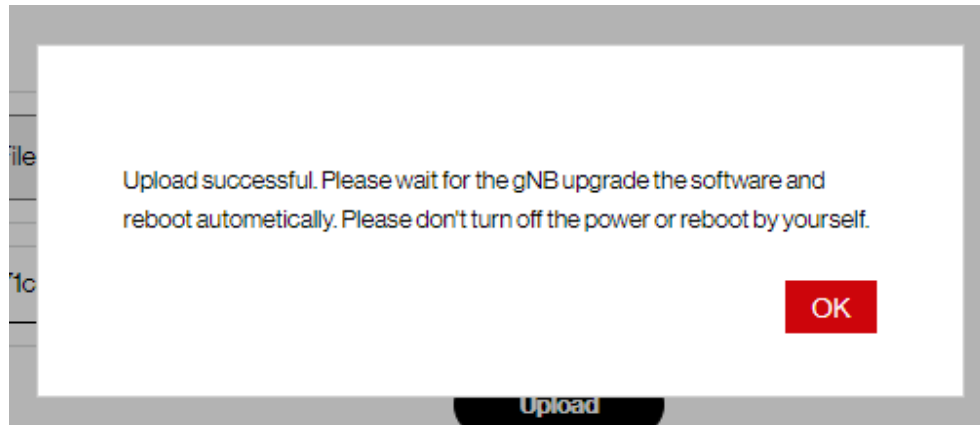 File
Upload successful. Please wait for the gNB upgrade the software and
reboot autometically. Please don't turn off the power or reboot by yourself.
OK
Upload